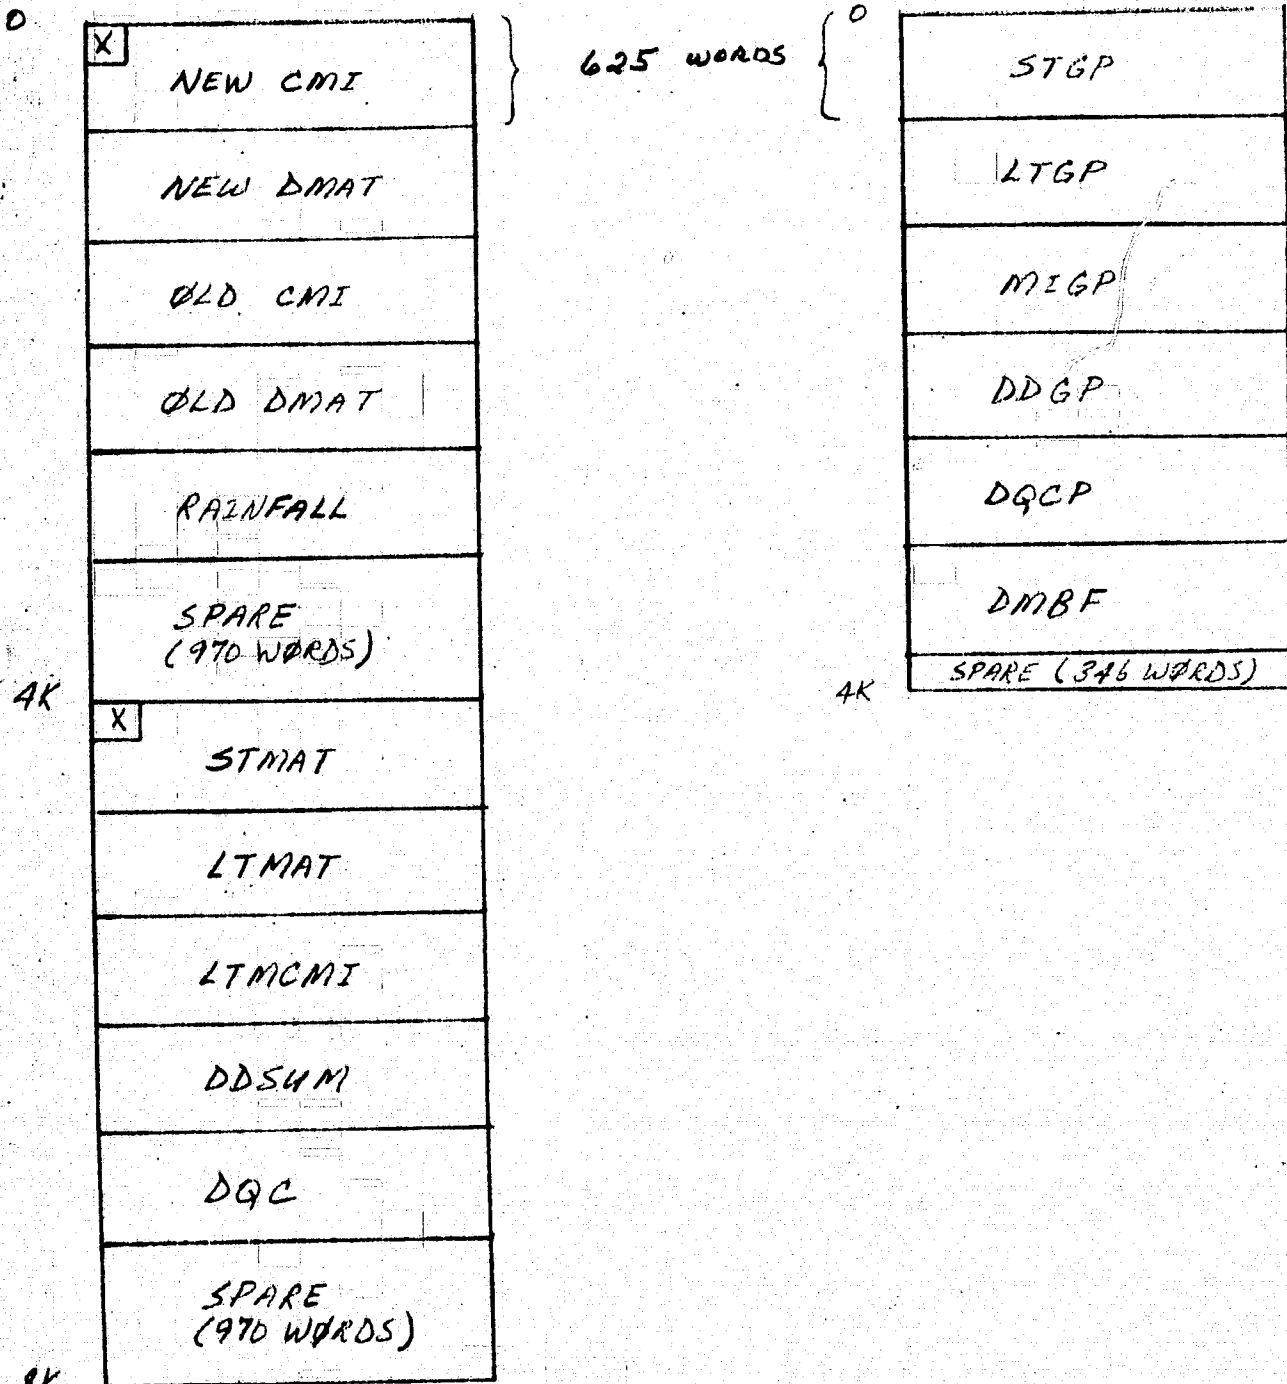 0
X
NEW CMI
NEW DMAT
ØLD CMI
ØLD DMAT
RAINFALL
SPARE
(970 WØRDS)
4K
X
STMAT
LTMAT
LTMCMI
DDSUM
DQC
SPARE
(970 WØRDS)
8K
625 WORDS
0
STGP
LTGP
MIGP
DDGP
DQCP
DMBF
SPARE (346 WØRDS)
4K